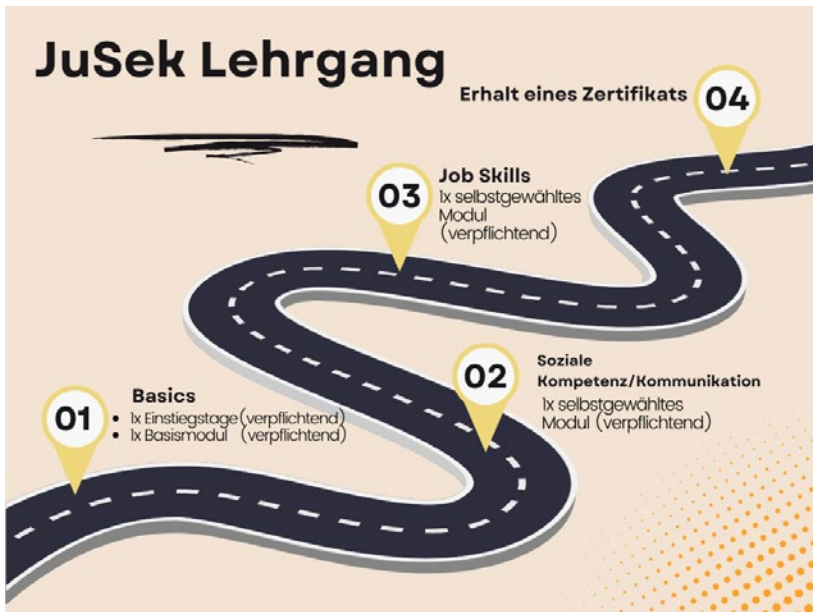 JuSek Lehrgang
Erhalt eines Zertifikats
04
03
Job Skills
1x selbstgewähltes
Modul
(verpflichtend)
02
Soziale
Kompetenz/Kommunikation
1x selbstgewähltes
Modul (verpflichtend)
01
Basics
• 1x Einstiegstage (verpflichtend)
• 1x Basismodul (verpflichtend)